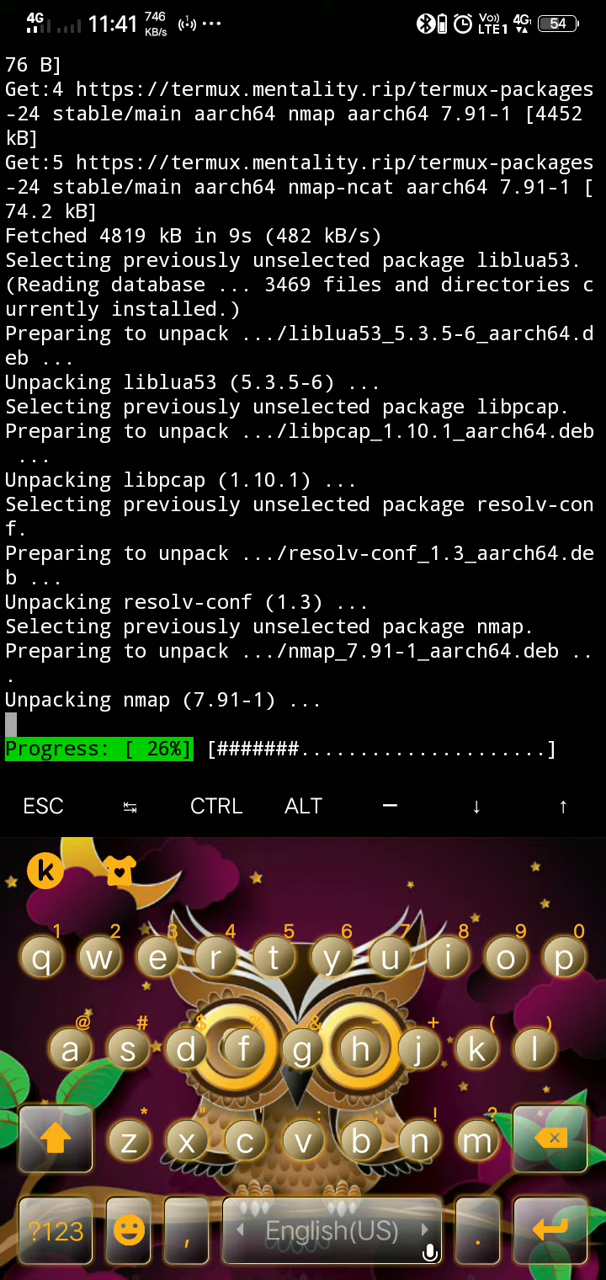 4G 11:41 746 KB/s ... Vo) LTE 1 4G 54
76 B]
Get:4 https://termux.mentality.rip/termux-packages
-24 stable/main aarch64 nmap aarch64 7.91-1 [4452
kB]
Get:5 https://termux.mentality.rip/termux-packages
-24 stable/main aarch64 nmap-ncat aarch64 7.91-1 [
74.2 kB]
Fetched 4819 kB in 9s (482 kB/s)
Selecting previously unselected package liblua53.
(Reading database ... 3469 files and directories c
urrently installed.)
Preparing to unpack .../liblua53_5.3.5-6_aarch64.d
eb ...
Unpacking liblua53 (5.3.5-6) ...
Selecting previously unselected package libpcap.
Preparing to unpack .../libpcap_1.10.1_aarch64.deb
 ...
Unpacking libpcap (1.10.1) ...
Selecting previously unselected package resolv-con
f.
Preparing to unpack .../resolv-conf_1.3_aarch64.de
b ...
Unpacking resolv-conf (1.3) ...
Selecting previously unselected package nmap.
Preparing to unpack .../nmap_7.91-1_aarch64.deb ..
.
Unpacking nmap (7.91-1) ...
Progress: [ 26%] [#######.....................]
ESC ↹ CTRL ALT — ↓ ↑
k
1 2 3 4 5 6 7 8 9 0
q w e r t y u i o p
@ # $ % & - + ( )
a s d f g h j k l
* " ' : ; ! ?
z x c v b n m
?123 , English(US) .